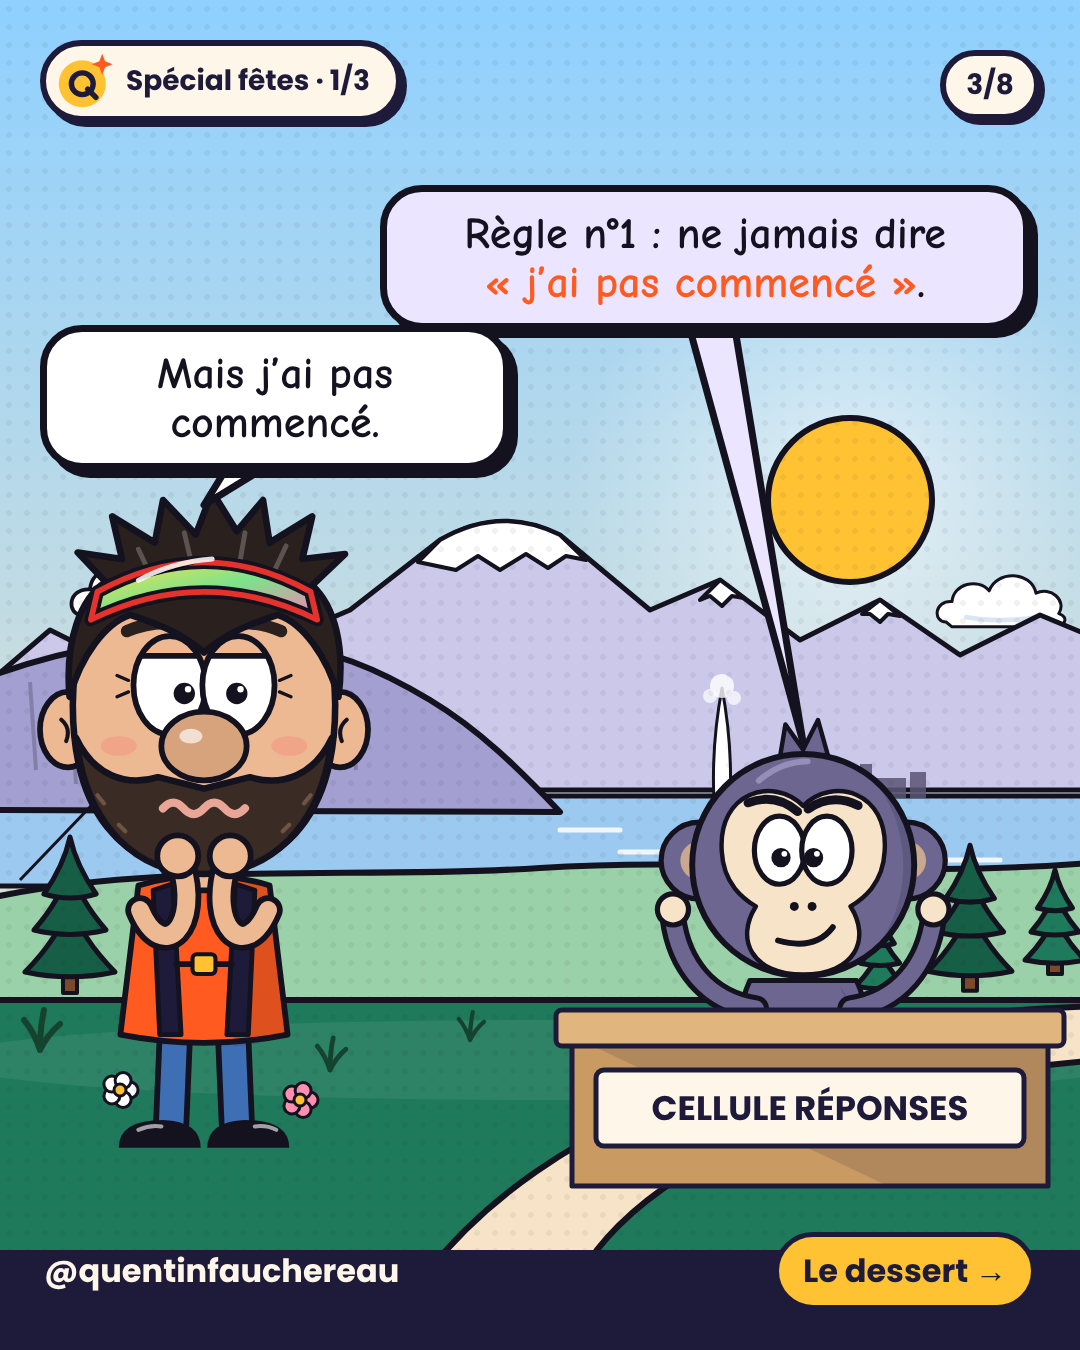 Q
Spécial fêtes · 1/3
3/8
Règle n°1 : ne jamais dire
« j’ai pas commencé ».
Mais j’ai pas
commencé.
CELLULE RÉPONSES
@quentinfauchereau
Le dessert →